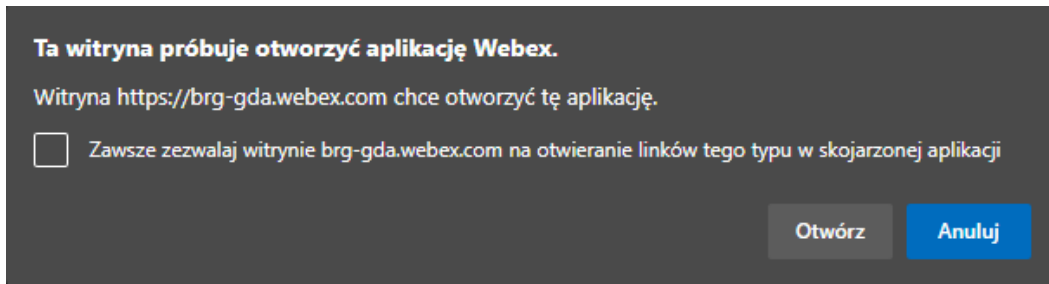 Ta witryna próbuje otworzyć aplikację Webex.
Witryna https://brg-gda.webex.com chce otworzyć tę aplikację.
Zawsze zezwalaj witrynie brg-gda.webex.com na otwieranie linków tego typu w skojarzonej aplikacji
Otwórz Anuluj